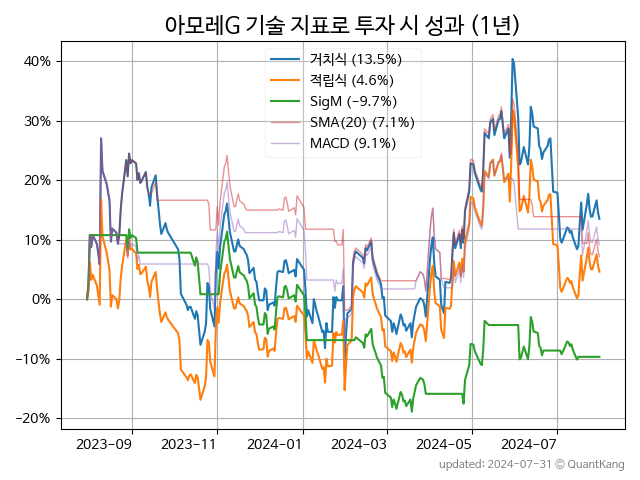 아모레G 기술 지표로 투자 시 성과 (1년)
거치식 (13.5%)
적립식 (4.6%)
SigM (−9.7%)
SMA(20) (7.1%)
MACD (9.1%)
40%
30%
20%
10%
0%
−10%
−20%
2023-09 2023-11 2024-01 2024-03 2024-05 2024-07
updated: 2024-07-31 © QuantKang